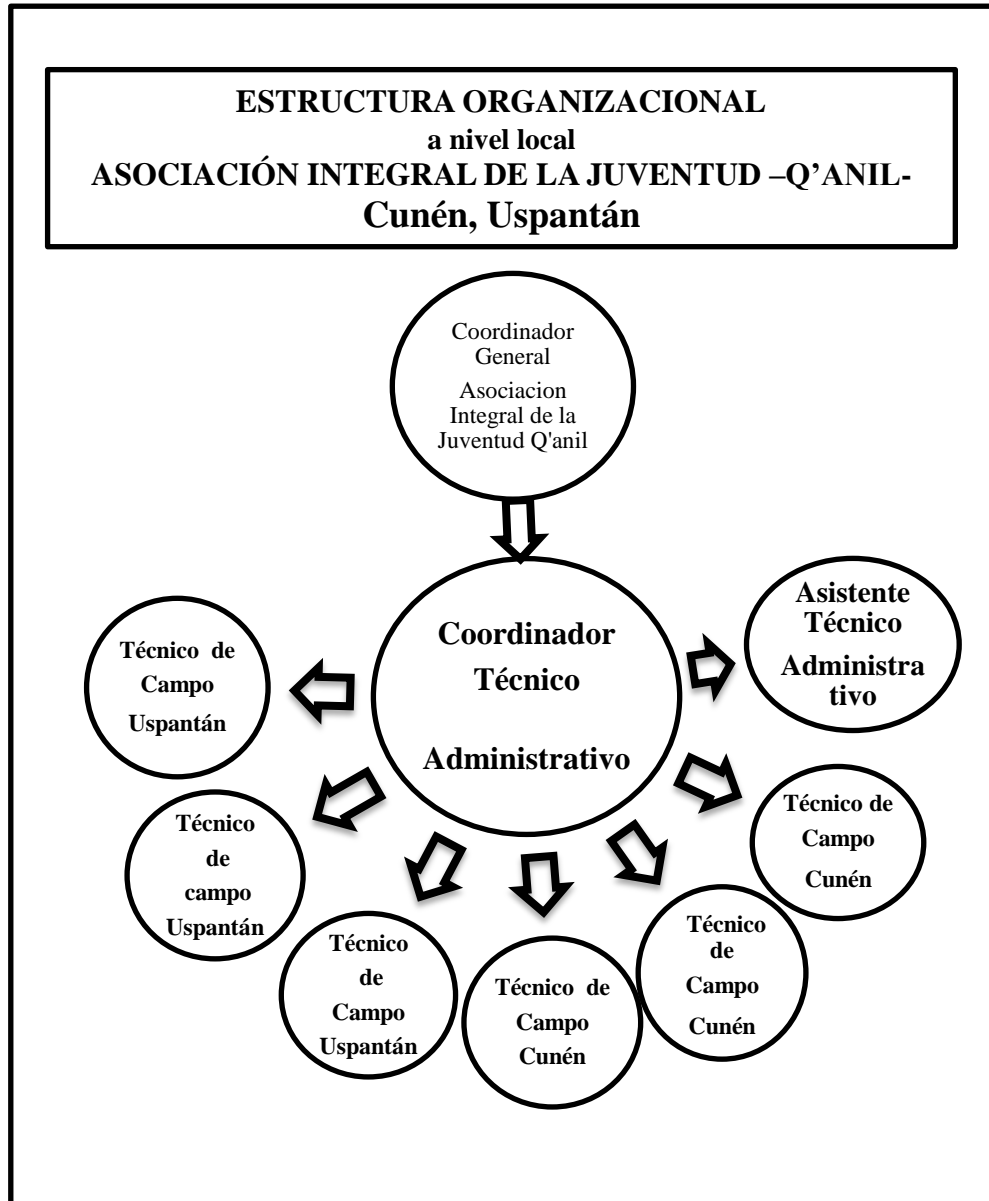 ESTRUCTURA ORGANIZACIONAL
a nivel local
ASOCIACIÓN INTEGRAL DE LA JUVENTUD –Q’ANIL-
Cunén, Uspantán
Coordinador
General
Asociacion
Integral de la
Juventud Q'anil
Coordinador
Técnico
Administrativo
Asistente
Técnico
Administra
tivo
Técnico de
Campo
Uspantán
Técnico
de
campo
Uspantán
Técnico
de
Campo
Uspantán
Técnico de
Campo
Cunén
Técnico
de
Campo
Cunén
Técnico de
Campo
Cunén